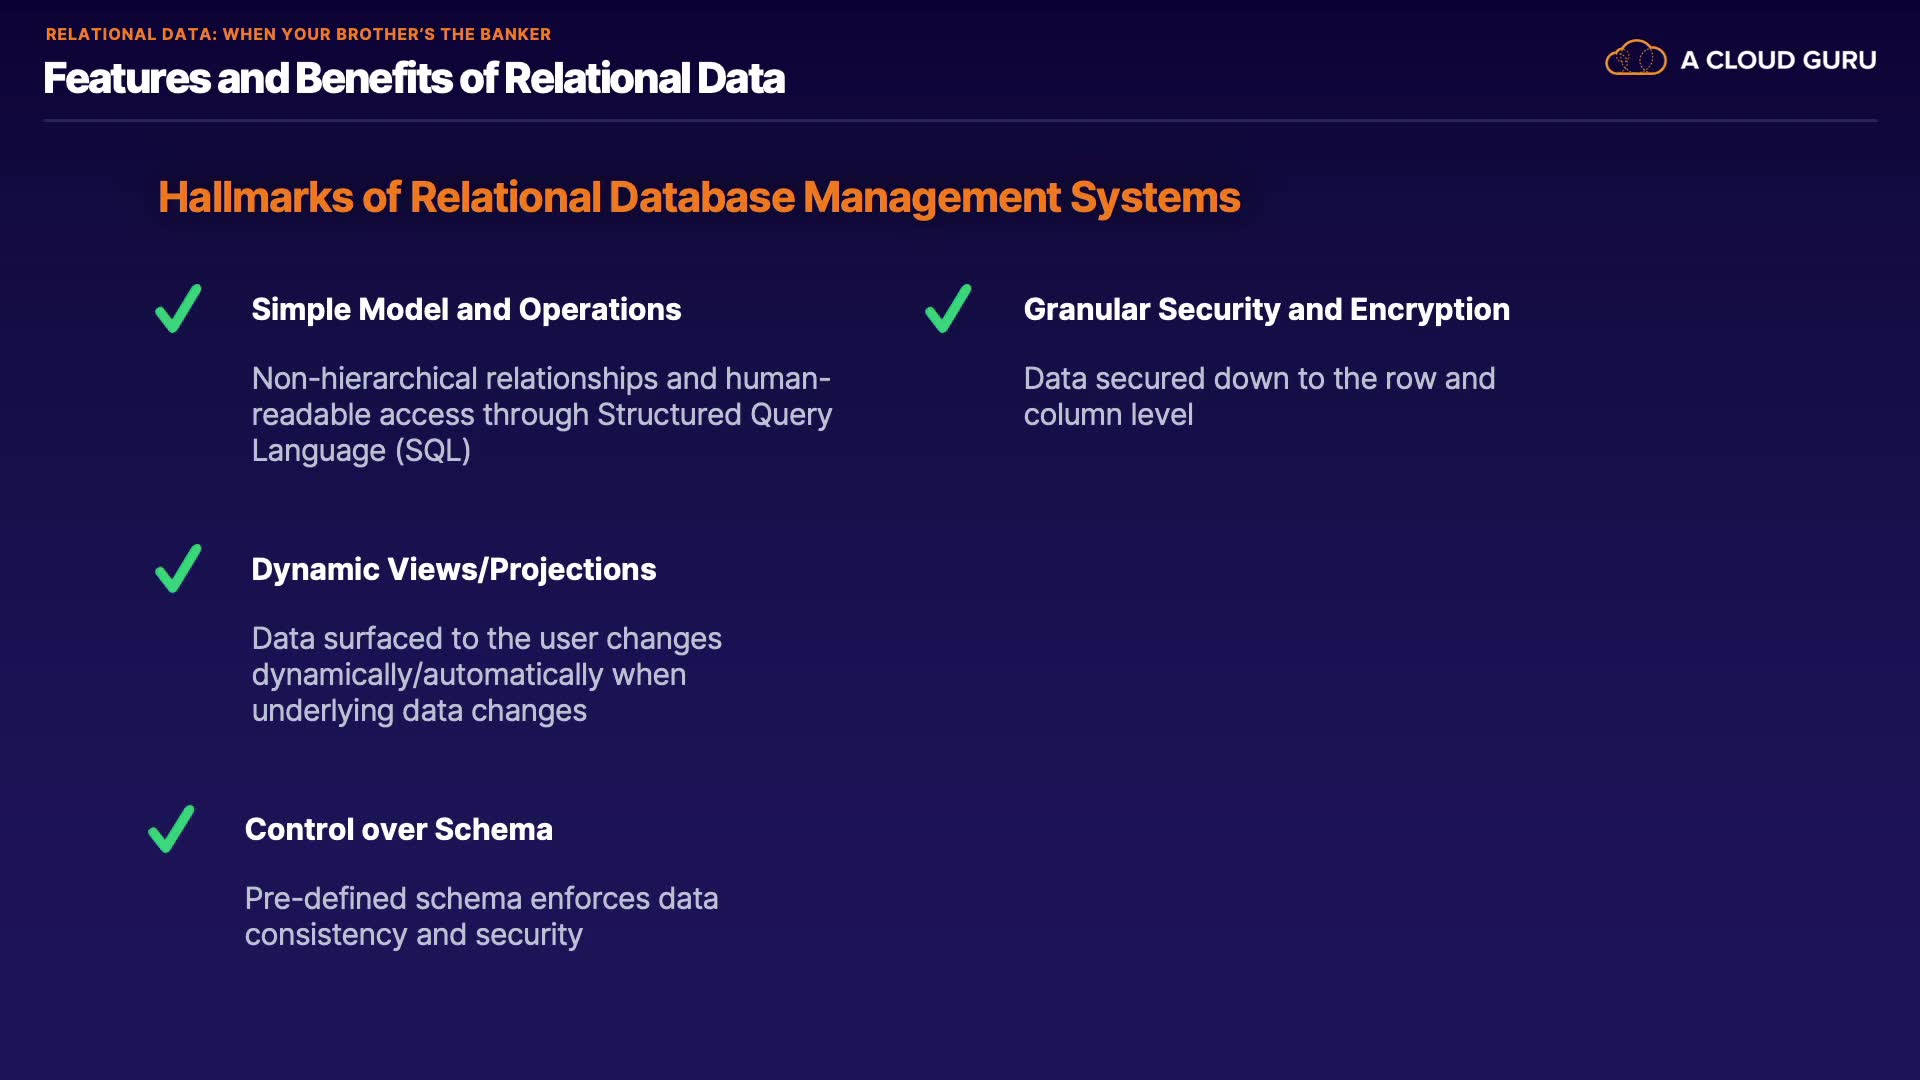 RELATIONAL DATA: WHEN YOUR BROTHER'S THE BANKER
Features and Benefits of Relational Data
A CLOUD GURU
Hallmarks of Relational Database Management Systems
Simple Model and Operations
Non-hierarchical relationships and human-
readable access through Structured Query
Language (SQL)
Dynamic Views/Projections
Data surfaced to the user changes
dynamically/automatically when
underlying data changes
Control over Schema
Pre-defined schema enforces data
consistency and security
Granular Security and Encryption
Data secured down to the row and
column level